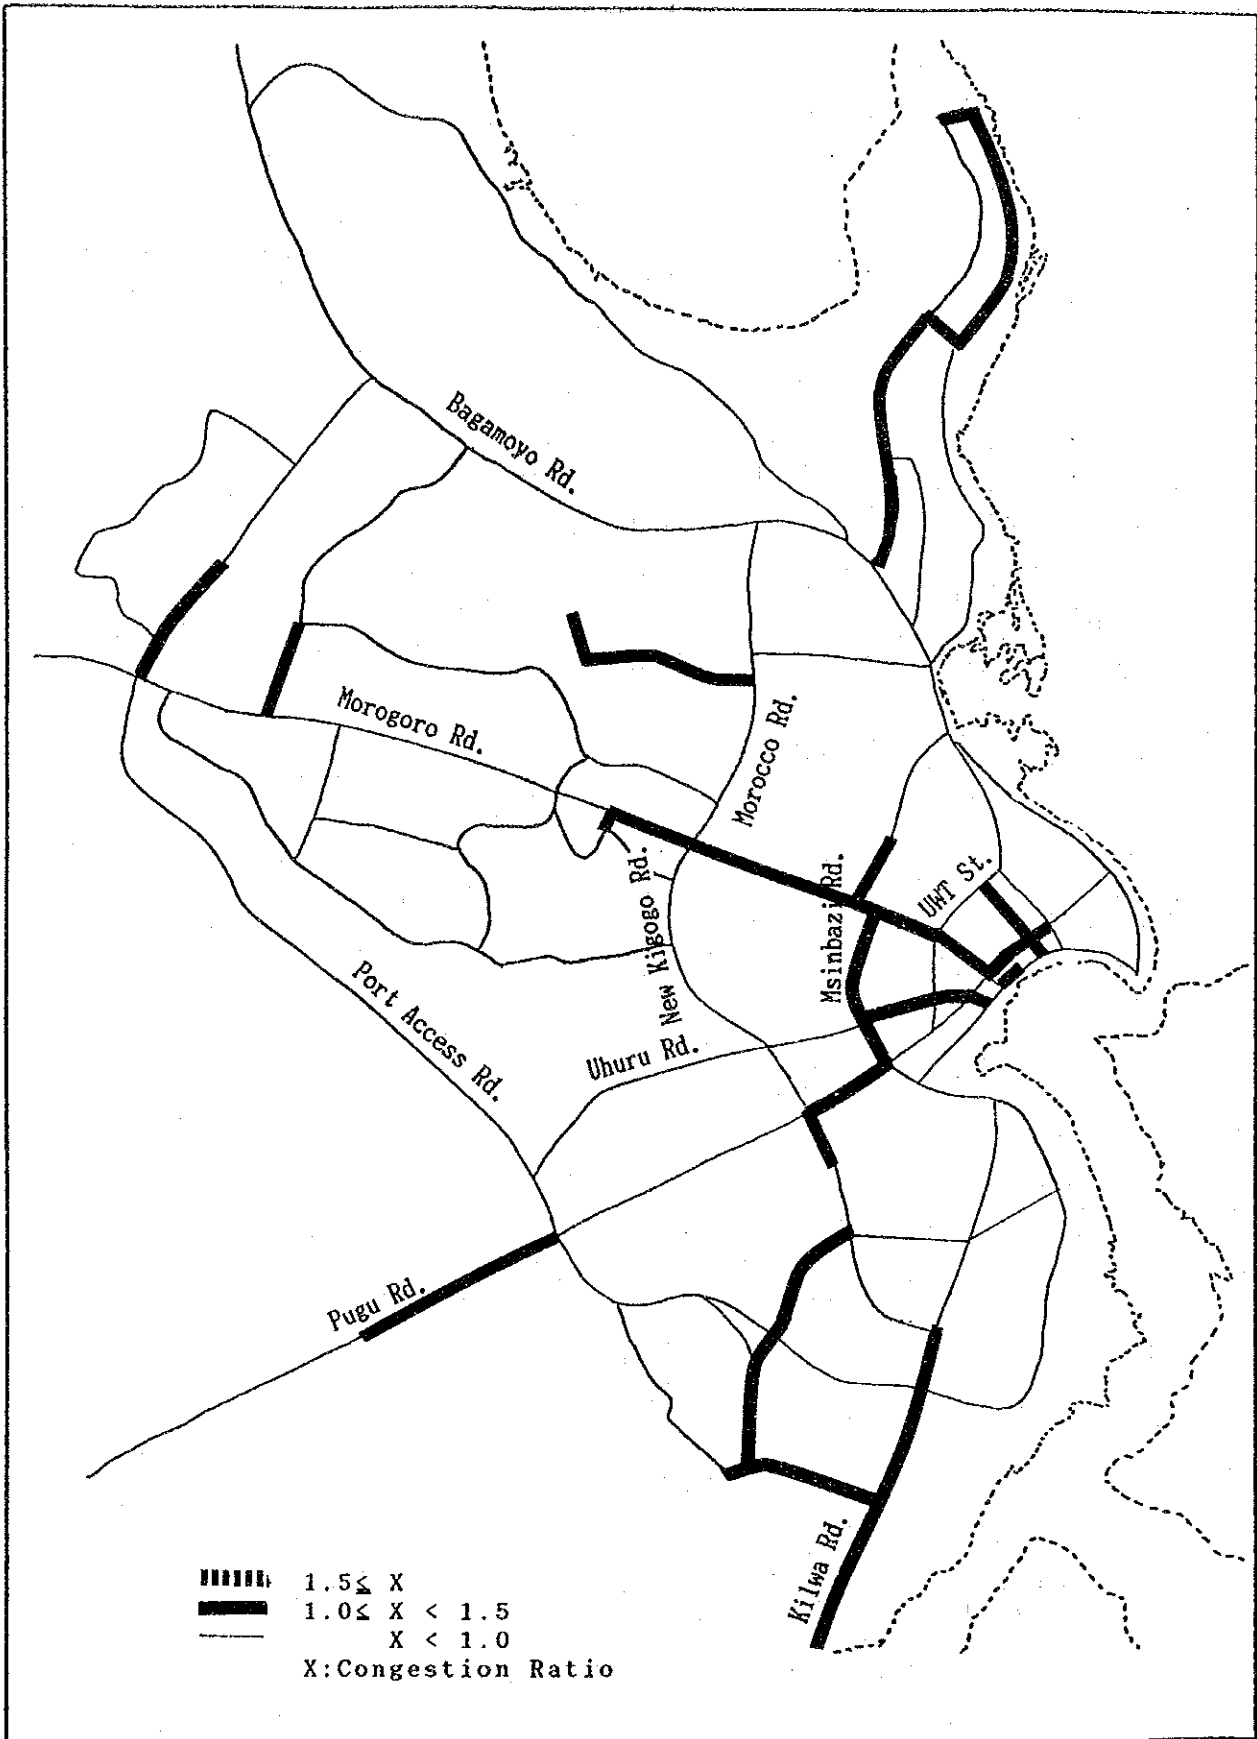 Bagamoyo Rd.
Morogoro Rd.
Morocco Rd.
New Kigogo Rd.
Msinbazi Rd.
UWT St.
Port Access Rd.
Uhuru Rd.
Pugu Rd.
Kilwa Rd.
1.5≤ X
1.0≤ X < 1.5
X < 1.0
X:Congestion Ratio